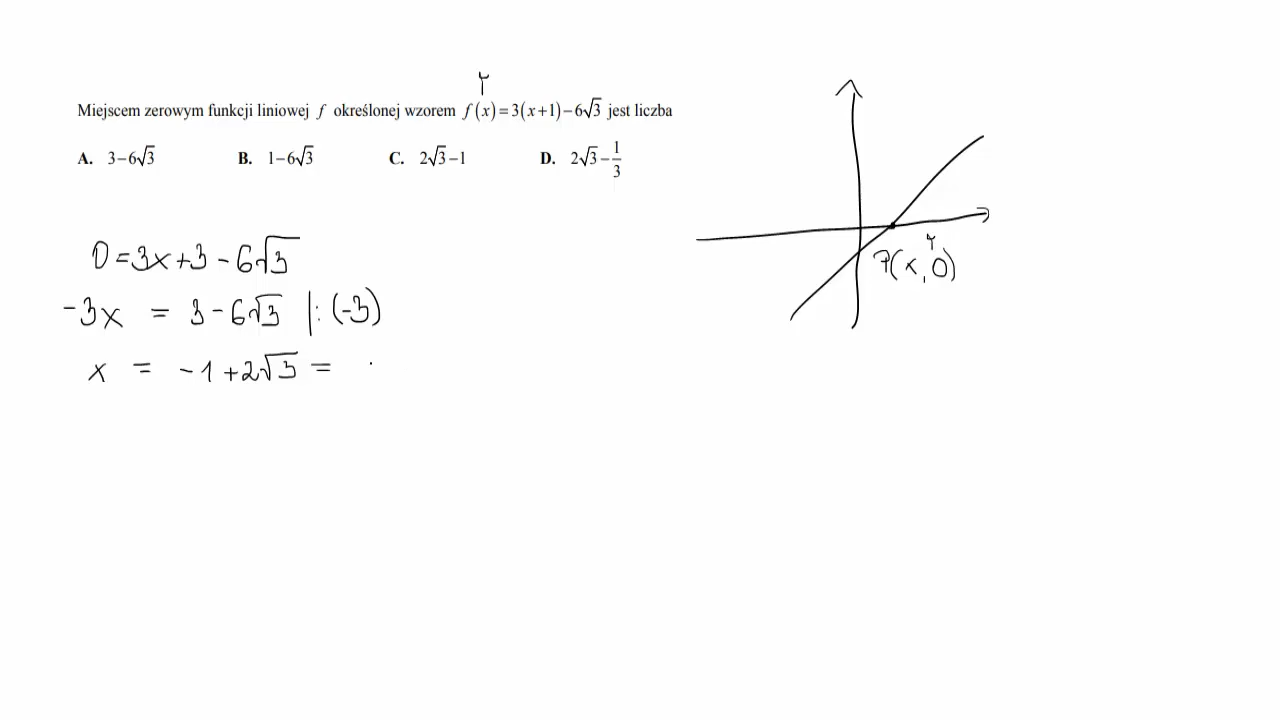 Y
Miejscem zerowym funkcji liniowej f określonej wzorem f(x)=3(x+1)−6√3 jest liczba
A. 3−6√3 B. 1−6√3 C. 2√3−1 D. 2√3−1/3
0=3x+3−6√3
−3x = 3−6√3 |:(−3)
x = −1+2√3 =
Y
P(x,0)